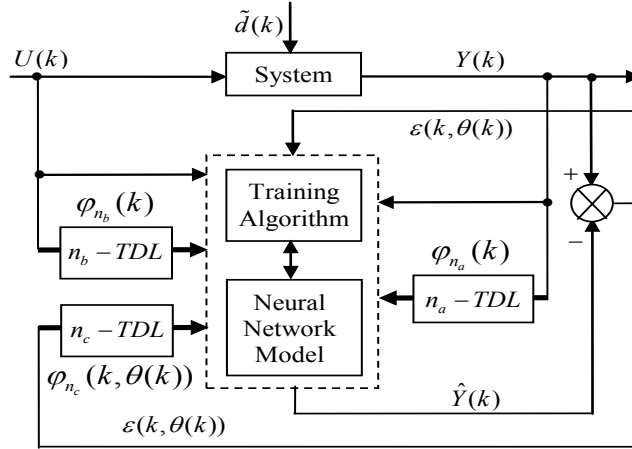 d̃(k)
U(k)
System
Y(k)
ε(k,θ(k))
+
Training
Algorithm
φ_{n_b}(k)
n_b − TDL
−
φ_{n_a}(k)
n_a − TDL
Neural
Network
Model
n_c − TDL
φ_{n_c}(k,θ(k))
Ŷ(k)
ε(k,θ(k))